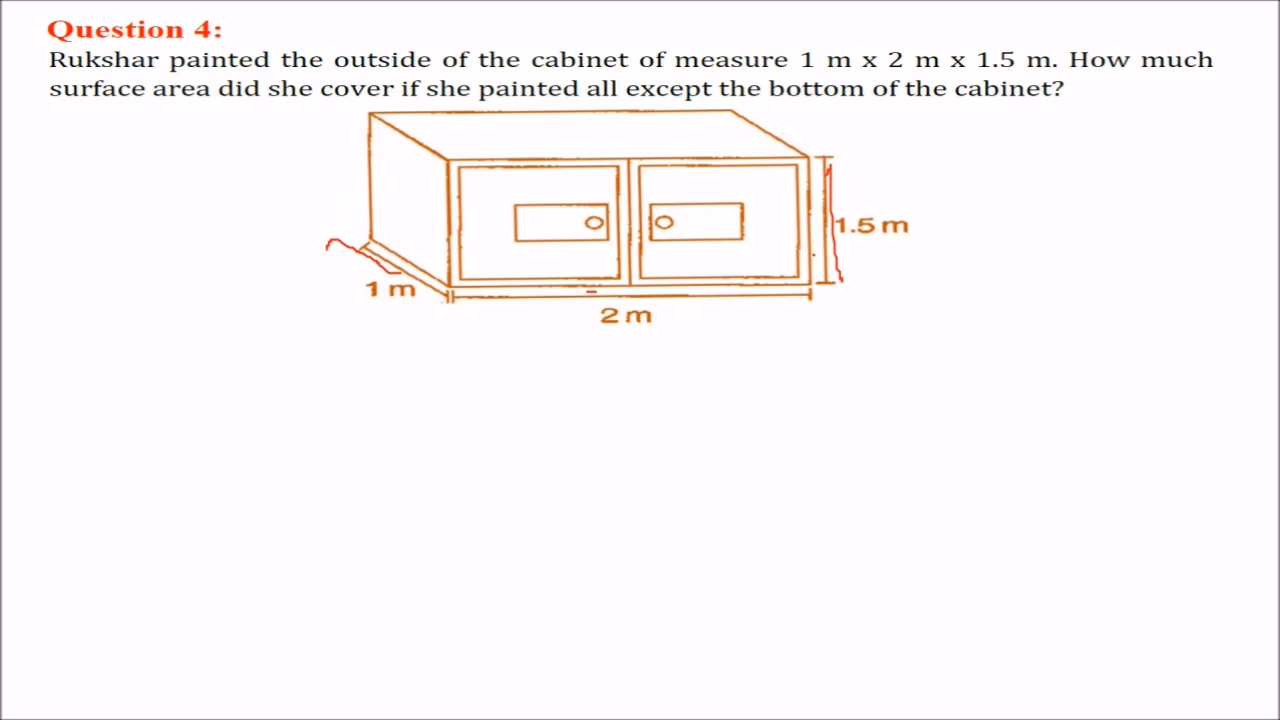 Question 4:
Rukshar painted the outside of the cabinet of measure 1 m x 2 m x 1.5 m. How much
surface area did she cover if she painted all except the bottom of the cabinet?
1.5 m
1 m
2 m